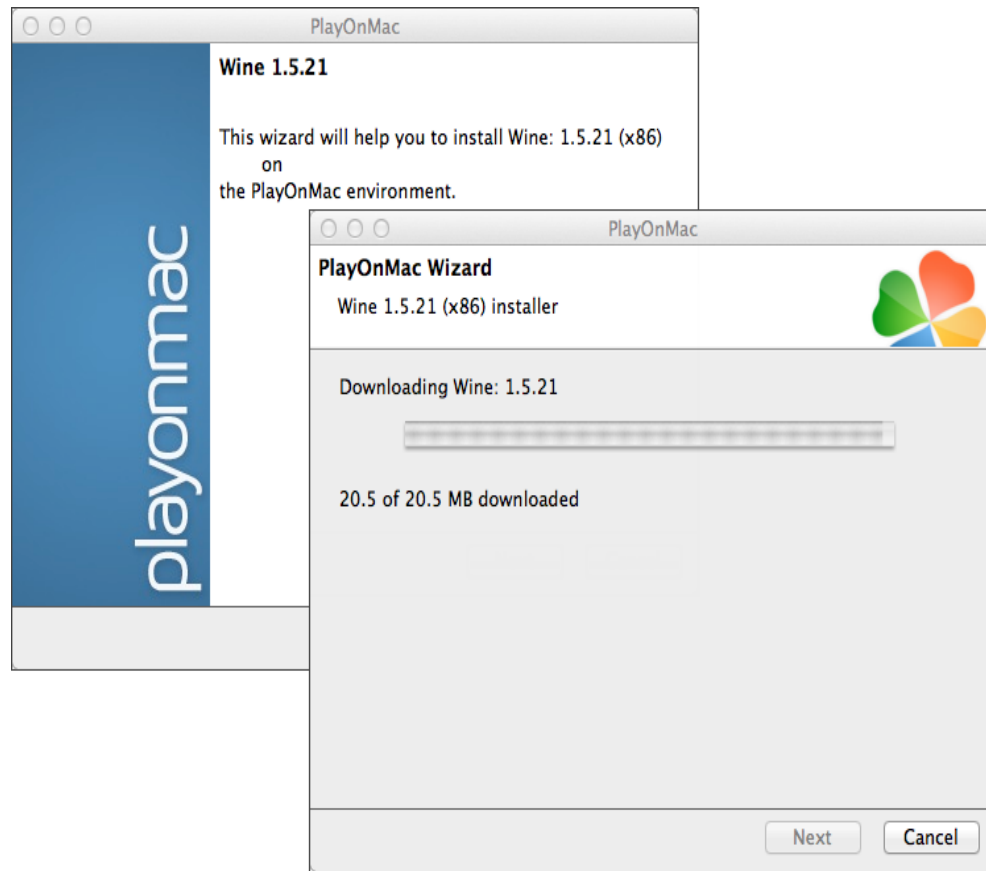 PlayOnMac
Wine 1.5.21
This wizard will help you to install Wine: 1.5.21 (x86)
on
the PlayOnMac environment.
playonmac
PlayOnMac
PlayOnMac Wizard
Wine 1.5.21 (x86) installer
Downloading Wine: 1.5.21
20.5 of 20.5 MB downloaded
Next
Cancel